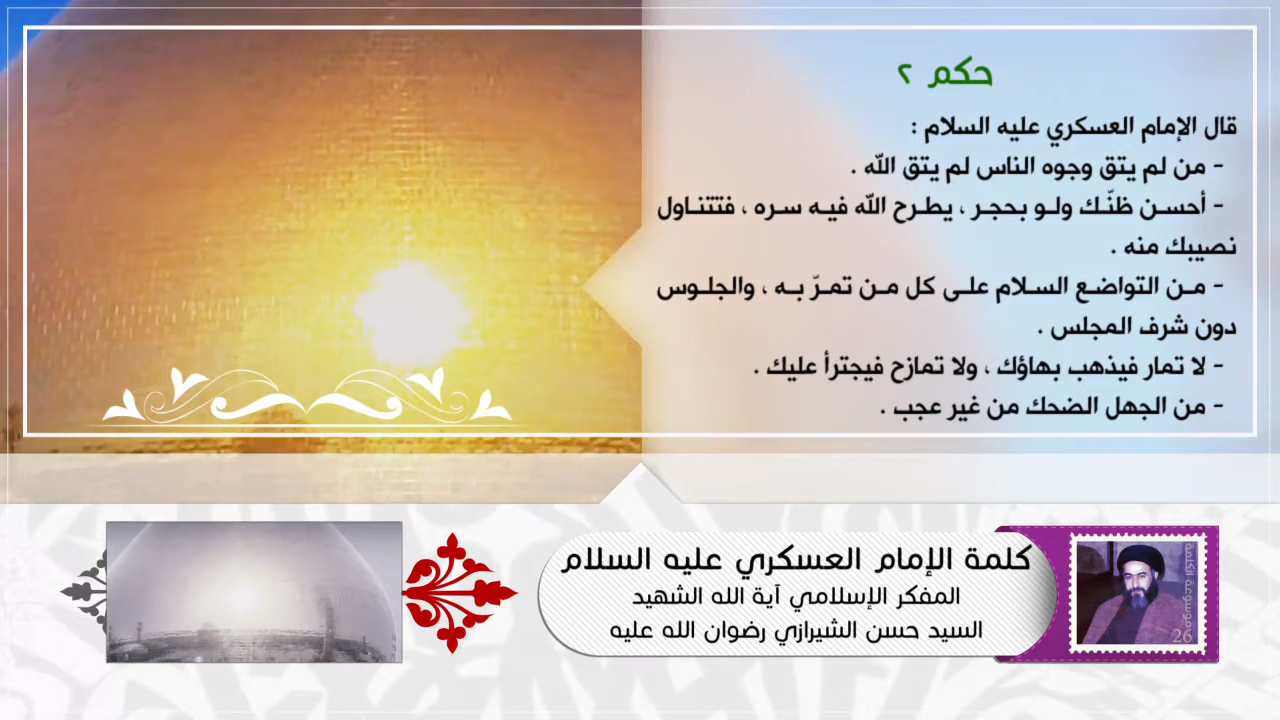 حكم ٢
قال الإمام العسكري عليه السلام :
- من لم يتق وجوه الناس لم يتق الله .
- أحسن ظنّك ولو بحجر ، يطرح الله فيه سره ، فتتناول
نصيبك منه .
- من التواضع السلام على كل من تمرّ به ، والجلوس
دون شرف المجلس .
- لا تمار فيذهب بهاؤك ، ولا تمازح فيجترأ عليك .
- من الجهل الضحك من غير عجب .
كلمة الإمام العسكري عليه السلام
المفكر الإسلامي آية الله الشهيد
السيد حسن الشيرازي رضوان الله عليه
موسوعة الكلمة
26